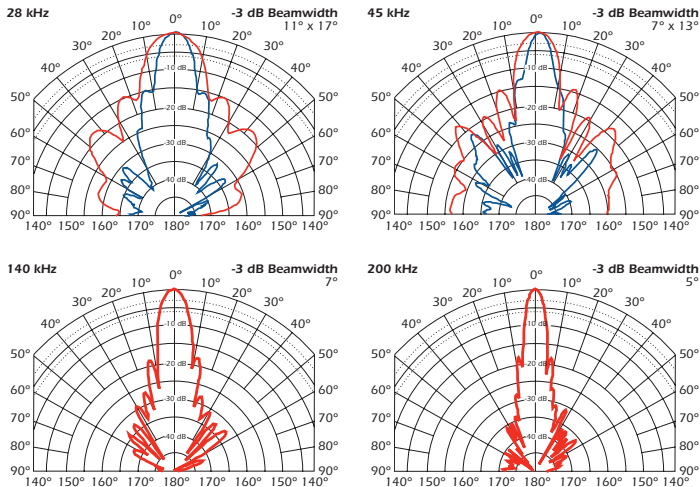 28 kHz
-3 dB Beamwidth
11° x 17°
0°
10° 10°
20° 20°
30° 30°
40° 40°
50° 50°
60° 60°
70° 70°
80° 80°
90° 90°
-10 dB
-20 dB
-30 dB
-40 dB
140° 150° 160° 170° 180° 170° 160° 150° 140°
45 kHz
-3 dB Beamwidth
7° x 13°
0°
10° 10°
20° 20°
30° 30°
40° 40°
50° 50°
60° 60°
70° 70°
80° 80°
90° 90°
-10 dB
-20 dB
-30 dB
-40 dB
140° 150° 160° 170° 180° 170° 160° 150° 140°
140 kHz
-3 dB Beamwidth
7°
0°
10° 10°
20° 20°
30° 30°
40° 40°
50° 50°
60° 60°
70° 70°
80° 80°
90° 90°
-10 dB
-20 dB
-30 dB
-40 dB
140° 150° 160° 170° 180° 170° 160° 150° 140°
200 kHz
-3 dB Beamwidth
5°
0°
10° 10°
20° 20°
30° 30°
40° 40°
50° 50°
60° 60°
70° 70°
80° 80°
90° 90°
-10 dB
-20 dB
-30 dB
-40 dB
140° 150° 160° 170° 180° 170° 160° 150° 140°